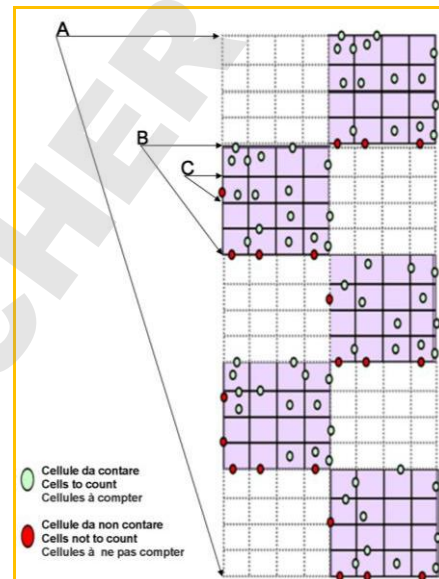 A
B
C
CHER
Cellule da contare
Cells to count
Cellules à compter
Cellule da non contare
Cells not to count
Cellules à ne pas compter